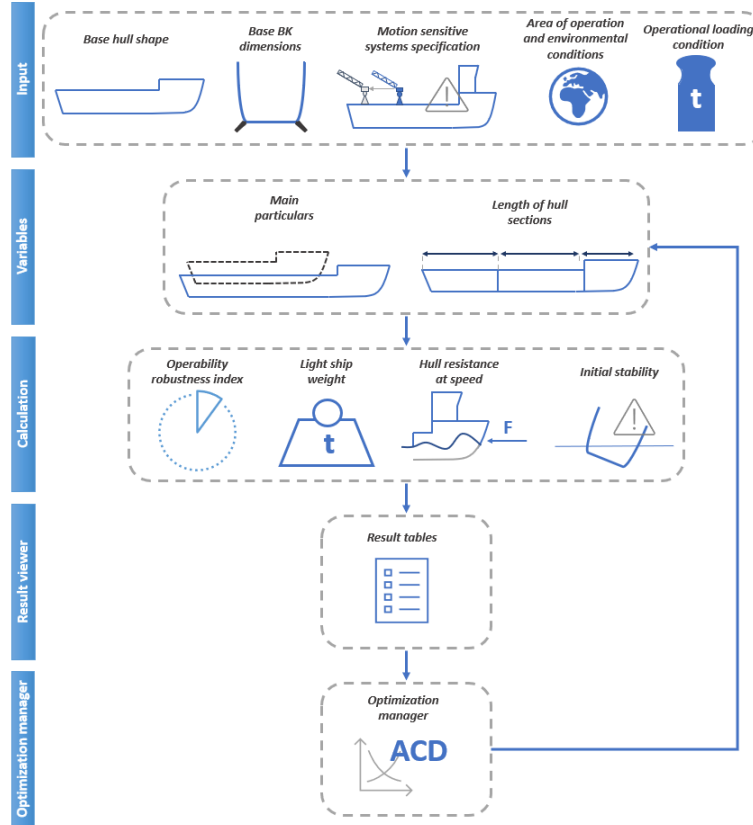 Input
Base hull shape
Base BK
dimensions
Motion sensitive
systems specification
Area of operation
and environmental
conditions
Operational loading
condition
t
Variables
Main
particulars
Length of hull
sections
Calculation
Operability
robustness index
Light ship
weight
t
Hull resistance
at speed
F
Initial stability
Result viewer
Result tables
Optimization manager
Optimization
manager
ACD